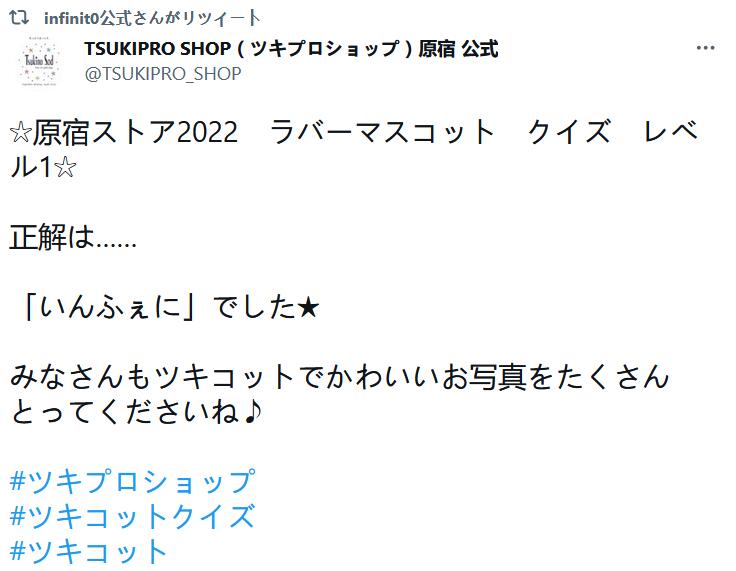 infinit0公式さんがリツイート
TSUKIPRO SHOP ( ツキプロショップ ) 原宿 公式
@TSUKIPRO_SHOP
☆原宿ストア2022　ラバーマスコット　クイズ　レベ
ル1☆
正解は......
「いんふぇに」でした★
みなさんもツキコットでかわいいお写真をたくさん
とってくださいね♪
#ツキプロショップ
#ツキコットクイズ
#ツキコット